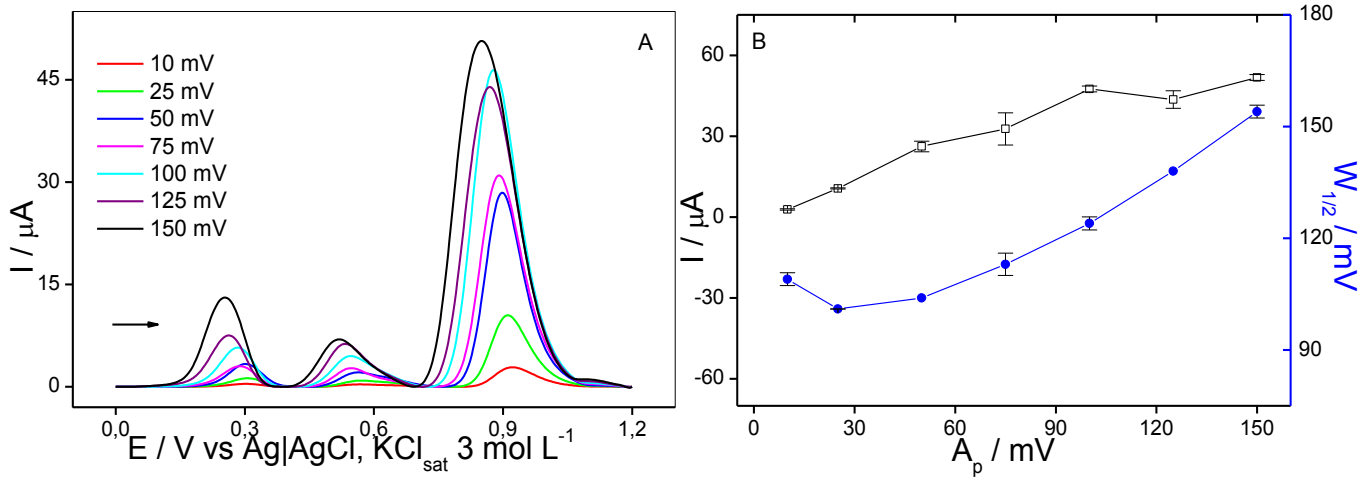 A
10 mV
25 mV
50 mV
75 mV
100 mV
125 mV
150 mV
45
30
15
0
I / μA
0,0 0,3 0,6 0,9 1,2
E / V vs Ag|AgCl, KCl_sat 3 mol L⁻¹
B
60
30
0
-30
-60
I / μA
0 30 60 90 120 150
A_p / mV
180
150
120
90
W_1/2 / mV